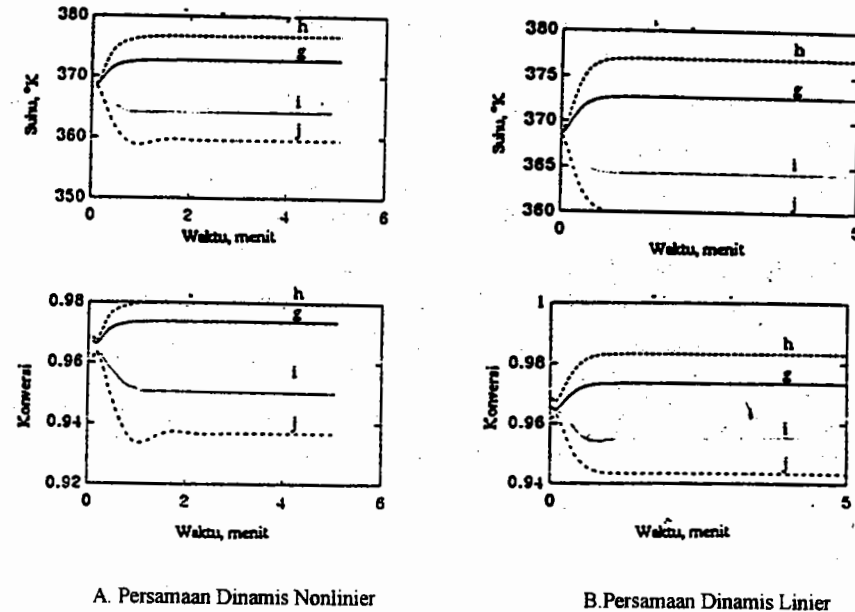 380
370
360
350
Suhu, °K
h
g
i
j
0
2
4
6
Waktu, menit
380
375
370
365
360
Suhu, °K
h
g
i
j
0
5
Waktu, menit
0.98
0.96
0.94
0.92
Konversi
h
g
i
j
0
2
4
6
Waktu, menit
1
0.98
0.96
0.94
Konversi
h
g
i
j
0
5
Waktu, menit
A. Persamaan Dinamis Nonlinier
B.Persamaan Dinamis Linier